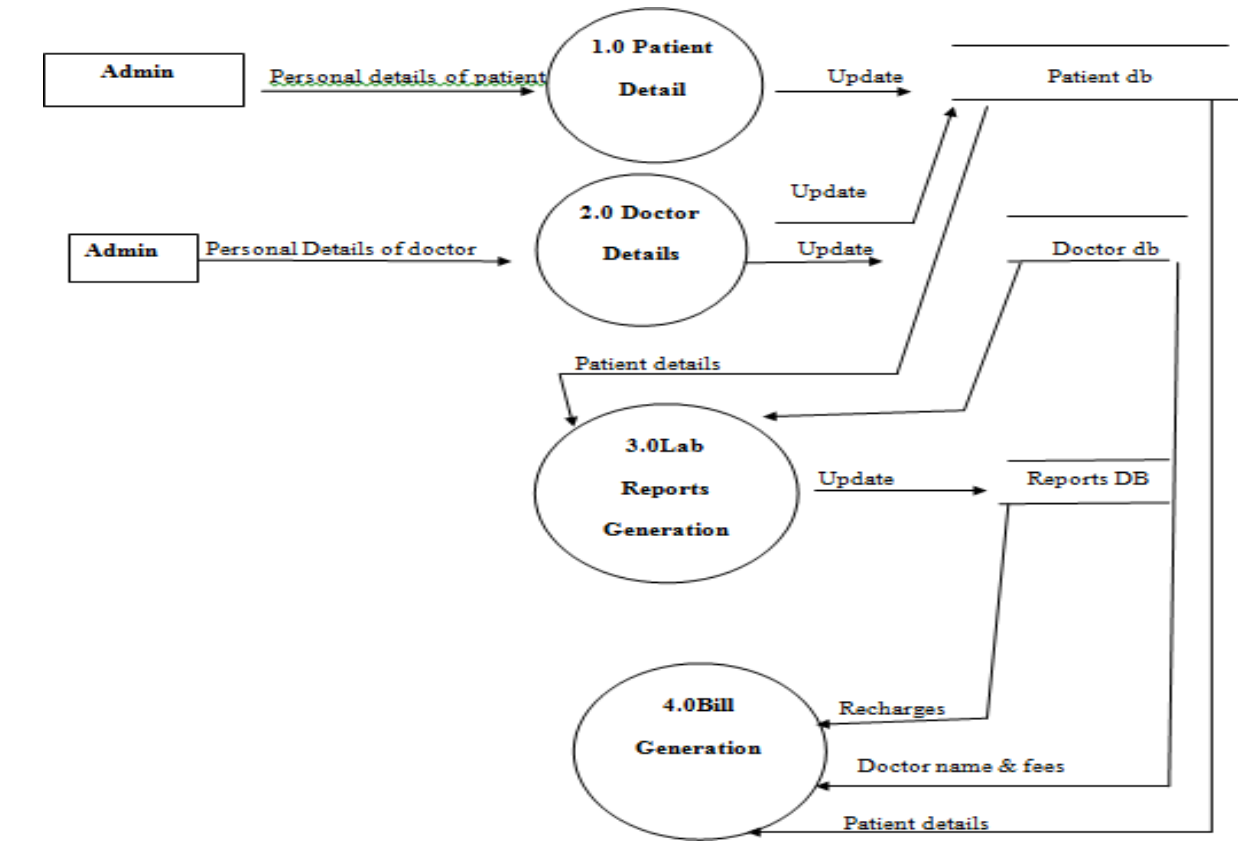 1.0 Patient
Detail
Admin
Personal details of patient
Update
Patient db
Update
2.0 Doctor
Details
Admin
Personal Details of doctor
Update
Doctor db
Patient details
3.0Lab
Reports
Generation
Update
Reports DB
4.0Bill
Generation
Recharges
Doctor name & fees
Patient details